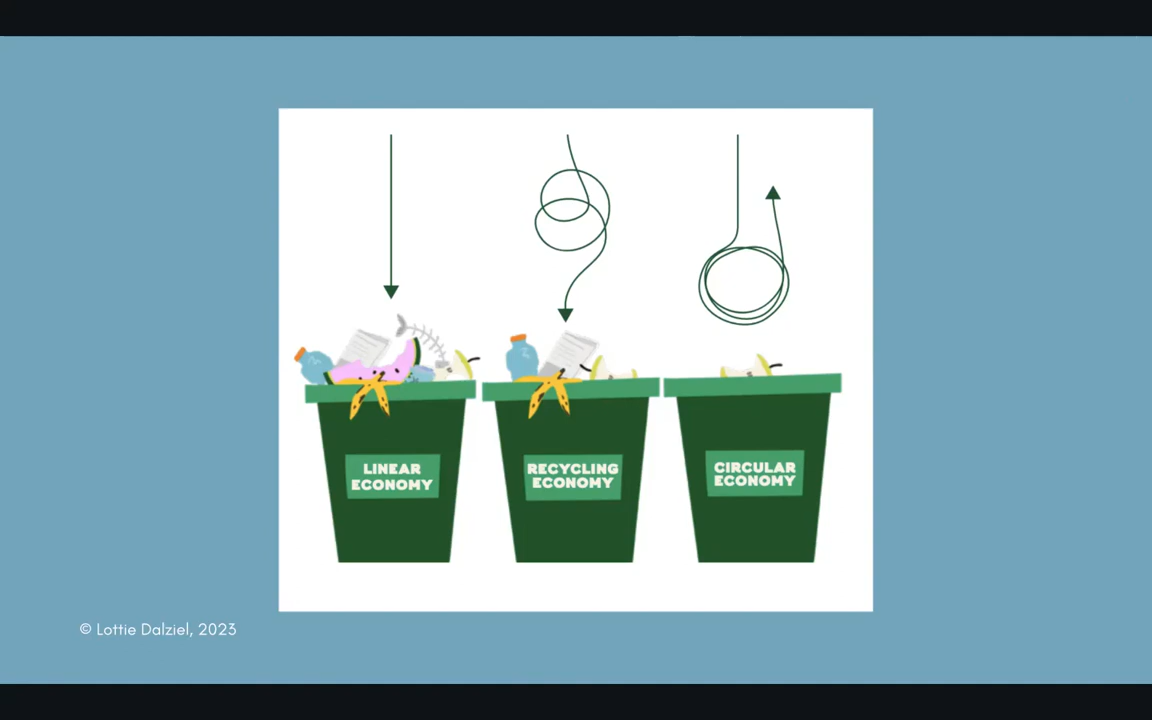 LINEAR
ECONOMY
RECYCLING
ECONOMY
CIRCULAR
ECONOMY
© Lottie Dalziel, 2023